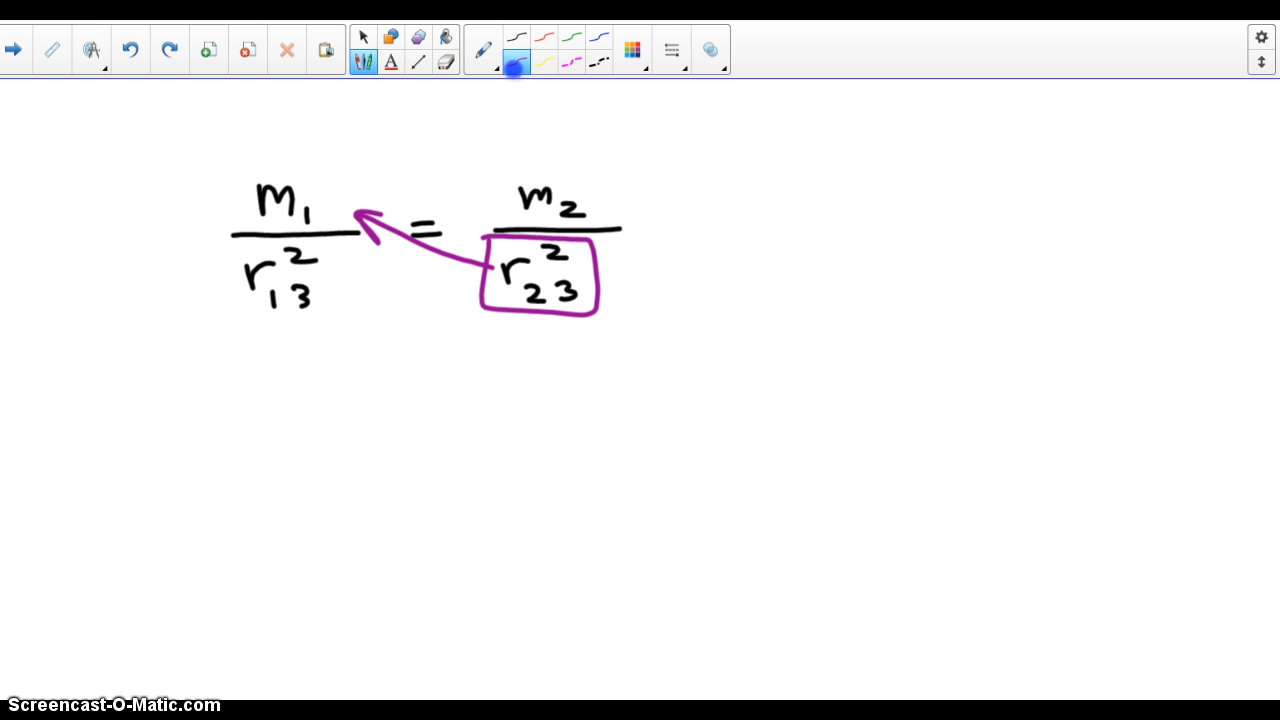 m₁ / r₁₃² = m₂ / r₂₃²
A
Screencast-O-Matic.com